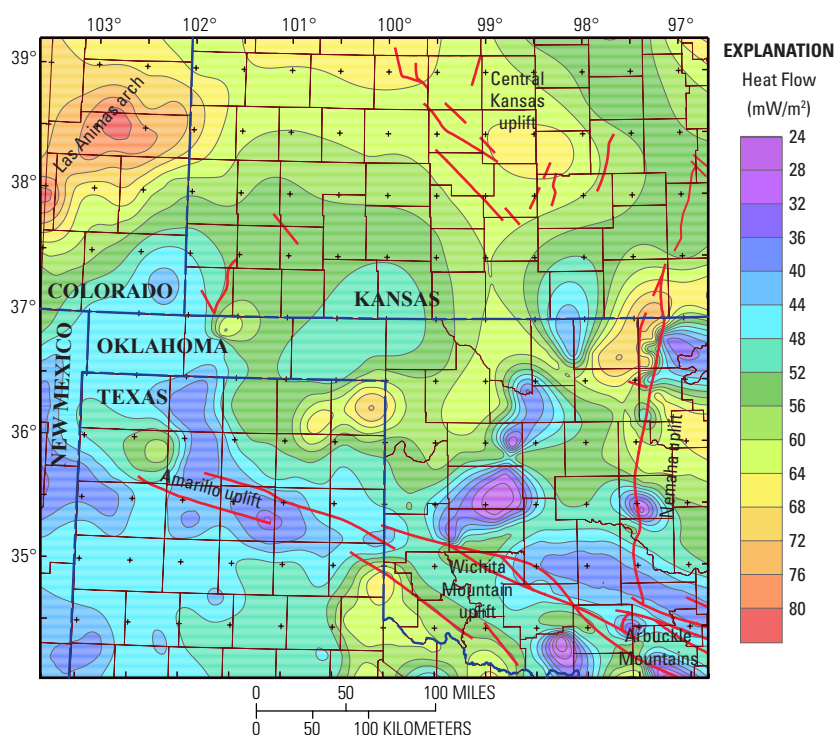 103° 102° 101° 100° 99° 98° 97°
39°
38°
37°
36°
35°
Las Animas arch
Central
Kansas
uplift
COLORADO
KANSAS
NEW MEXICO
OKLAHOMA
TEXAS
Amarillo uplift
Nemaha uplift
Wichita
Mountain
uplift
Arbuckle
Mountains
EXPLANATION
Heat Flow
(mW/m²)
24
28
32
36
40
44
48
52
56
60
64
68
72
76
80
0 50 100 MILES
0 50 100 KILOMETERS